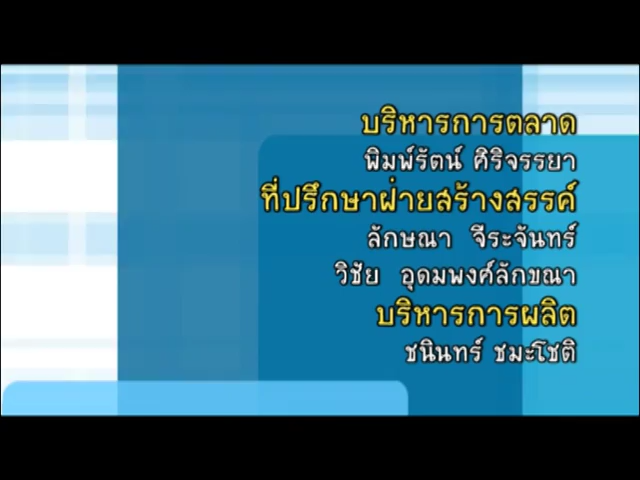 บริหารการตลาด
พิมพ์รัตน์ ศิริจรรยา
ที่ปรึกษาฝ่ายสร้างสรรค์
ลักษณา จีระจันทร์
วิชัย อุดมพงศ์ลักขณา
บริหารการผลิต
ชนินทร์ ชมะโชติ